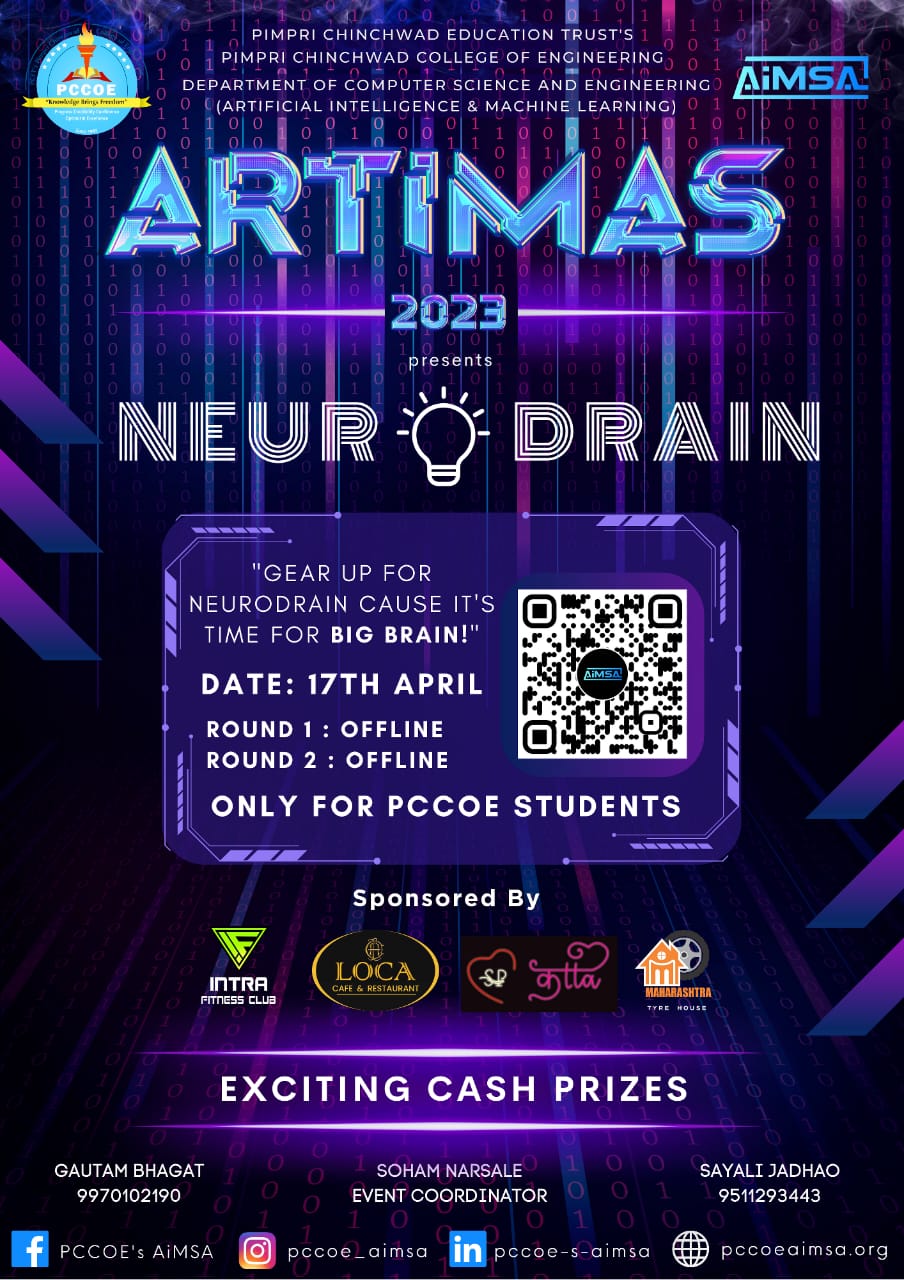 PIMPRI CHINCHWAD EDUCATION TRUST'S
PIMPRI CHINCHWAD COLLEGE OF ENGINEERING
DEPARTMENT OF COMPUTER SCIENCE AND ENGINEERING
(ARTIFICIAL INTELLIGENCE & MACHINE LEARNING)
PCCOE
"Knowledge Brings Freedom"
AiMSA
ARTIMAS
2023
presents
NEUR DRAIN
"GEAR UP FOR
NEURODRAIN CAUSE IT'S
TIME FOR BIG BRAIN!"
DATE: 17TH APRIL
ROUND 1 : OFFLINE
ROUND 2 : OFFLINE
AiMSA
ONLY FOR PCCOE STUDENTS
Sponsored By
INTRA
FITNESS CLUB
LOCA
CAFE & RESTAURANT
SP
कट्टा
MAHARASHTRA
TYRE HOUSE
EXCITING CASH PRIZES
GAUTAM BHAGAT
9970102190
SOHAM NARSALE
EVENT COORDINATOR
SAYALI JADHAO
9511293443
PCCOE's AiMSA
pccoe_aimsa
in
pccoe-s-aimsa
pccoeaimsa.org